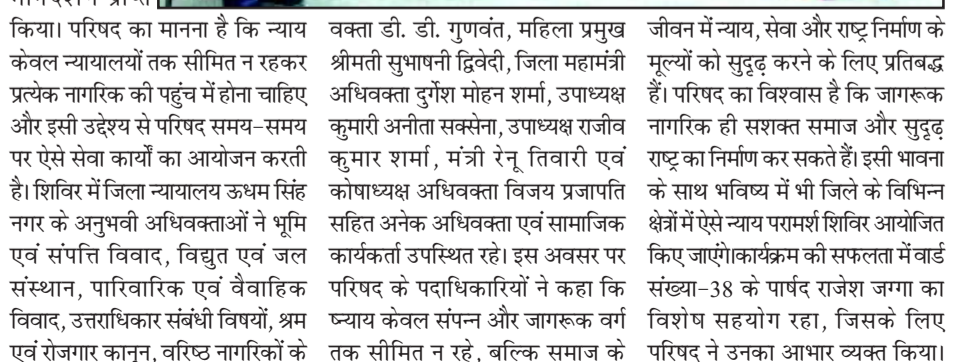 किया। परिषद का मानना है कि न्याय
केवल न्यायालयों तक सीमित न रहकर
प्रत्येक नागरिक की पहुंच में होना चाहिए
और इसी उद्देश्य से परिषद समय-समय
पर ऐसे सेवा कार्यों का आयोजन करती
है। शिविर में जिला न्यायालय ऊधम सिंह
नगर के अनुभवी अधिवक्ताओं ने भूमि
एवं संपत्ति विवाद, विद्युत एवं जल
संस्थान, पारिवारिक एवं वैवाहिक
विवाद, उत्तराधिकार संबंधी विषयों, श्रम
एवं रोजगार कानून, वरिष्ठ नागरिकों के
वक्ता डी. डी. गुणवंत, महिला प्रमुख
श्रीमती सुभाषनी द्विवेदी, जिला महामंत्री
अधिवक्ता दुर्गेश मोहन शर्मा, उपाध्यक्ष
कुमारी अनीता सक्सेना, उपाध्यक्ष राजीव
कुमार शर्मा, मंत्री रेनू तिवारी एवं
कोषाध्यक्ष अधिवक्ता विजय प्रजापति
सहित अनेक अधिवक्ता एवं सामाजिक
कार्यकर्ता उपस्थित रहे। इस अवसर पर
परिषद के पदाधिकारियों ने कहा कि
ष्न्याय केवल संपन्न और जागरूक वर्ग
तक सीमित न रहे, बल्कि समाज के
जीवन में न्याय, सेवा और राष्ट्र निर्माण के
मूल्यों को सुदृढ़ करने के लिए प्रतिबद्ध
हैं। परिषद का विश्वास है कि जागरूक
नागरिक ही सशक्त समाज और सुदृढ़
राष्ट्र का निर्माण कर सकते हैं। इसी भावना
के साथ भविष्य में भी जिले के विभिन्न
क्षेत्रों में ऐसे न्याय परामर्श शिविर आयोजित
किए जाएंगे।कार्यक्रम की सफलता में वार्ड
संख्या-38 के पार्षद राजेश जग्गा का
विशेष सहयोग रहा, जिसके लिए
परिषद ने उनका आभार व्यक्त किया।